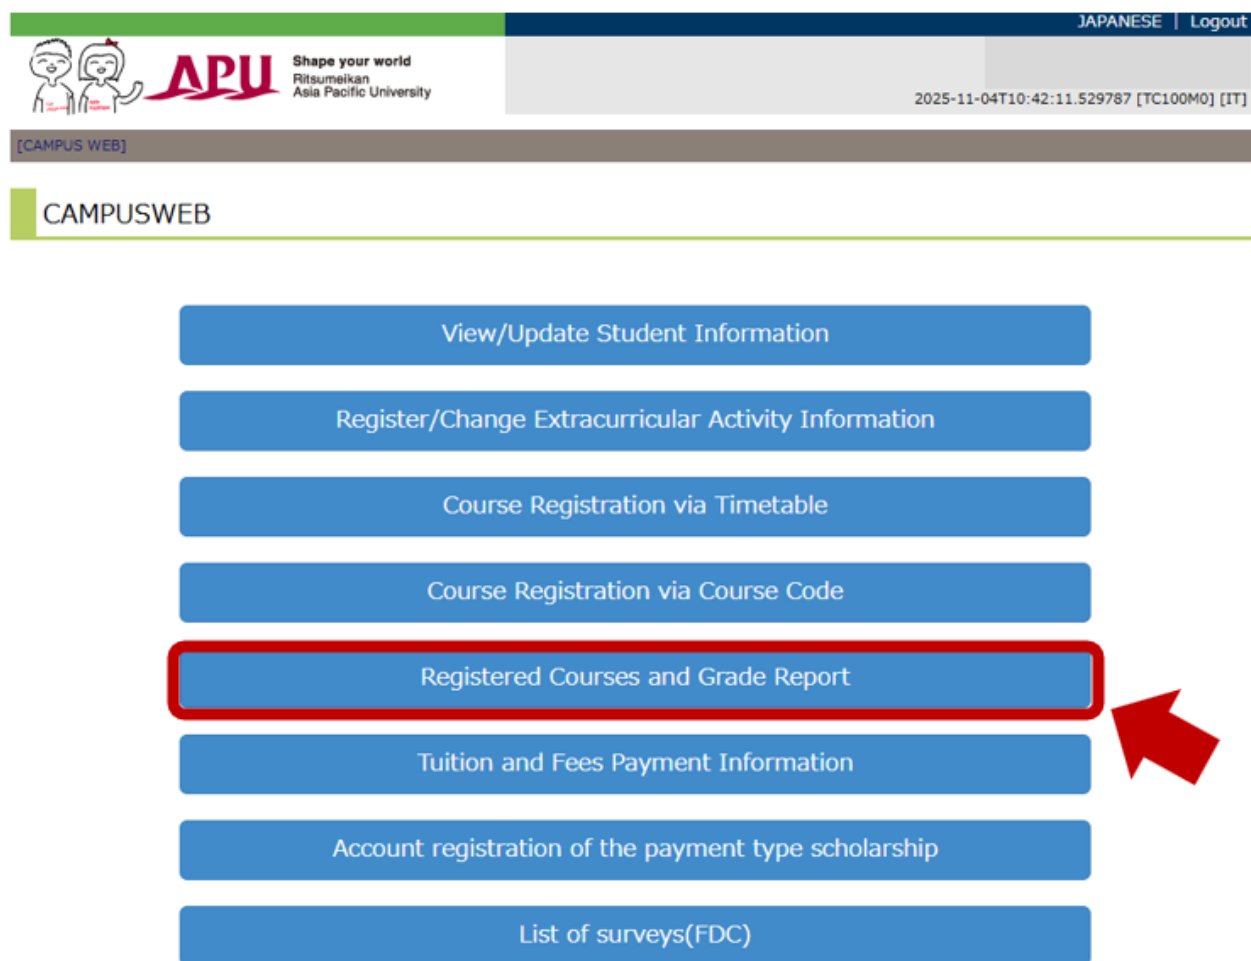 JAPANESE | Logout
APU
Shape your world
Ritsumeikan
Asia Pacific University
2025-11-04T10:42:11.529787 [TC100M0] [IT]
[CAMPUS WEB]
CAMPUSWEB
View/Update Student Information
Register/Change Extracurricular Activity Information
Course Registration via Timetable
Course Registration via Course Code
Registered Courses and Grade Report
Tuition and Fees Payment Information
Account registration of the payment type scholarship
List of surveys(FDC)